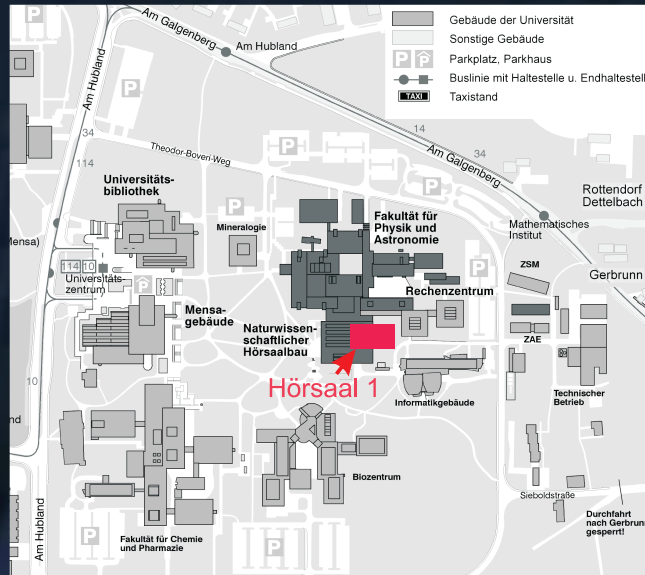 Am Galgenberg
Am Hubland
Gebäude der Universität
Sonstige Gebäude
P P Parkplatz, Parkhaus
Buslinie mit Haltestelle u. Endhaltestell
TAXI Taxistand
Am Hubland
P
P
14
34
34
114
Theodor-Boveri-Weg
Am Galgenberg
P
Universitäts-
bibliothek
Rottendorf
Dettelbach
Mineralogie
P
Fakultät für
Physik und
Astronomie
Mathematisches
Institut
Mensa)
114 10
Universitäts-
zentrum
P
P
ZSM
Gerbrunn
Rechenzentrum
Mensa-
gebäude
Naturwissen-
schaftlicher
Hörsaalbau
ZAE
Hörsaal 1
10
Informatikgebäude
Technischer
Betrieb
nd
Biozentrum
Am Hubland
Sieboldstraße
Durchfahrt
nach Gerbrun
gesperrt!
P
P
Fakultät für Chemie
und Pharmazie